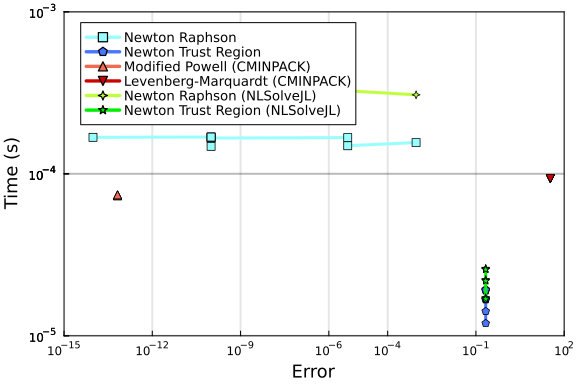 10⁻³
Newton Raphson
Newton Trust Region
Modified Powell (CMINPACK)
Levenberg-Marquardt (CMINPACK)
Newton Raphson (NLSolveJL)
Newton Trust Region (NLSolveJL)
10⁻⁴
10⁻⁵
Time (s)
10⁻¹⁵ 10⁻¹² 10⁻⁹ 10⁻⁶ 10⁻⁴ 10⁻¹ 10²
Error